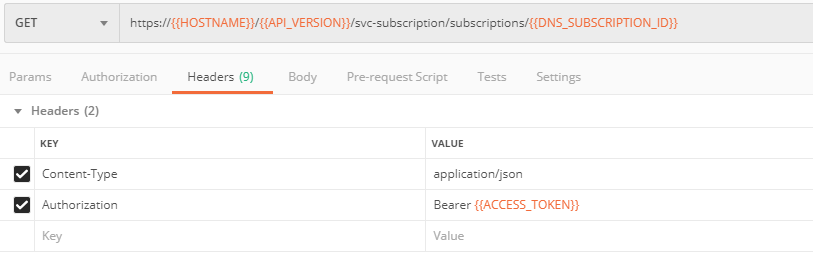 GET https://{{HOSTNAME}}/{{API_VERSION}}/svc-subscription/subscriptions/{{DNS_SUBSCRIPTION_ID}}
Params Authorization Headers (9) Body Pre-request Script Tests Settings
Headers (2)
KEY VALUE
Content-Type application/json
Authorization Bearer {{ACCESS_TOKEN}}
Key Value